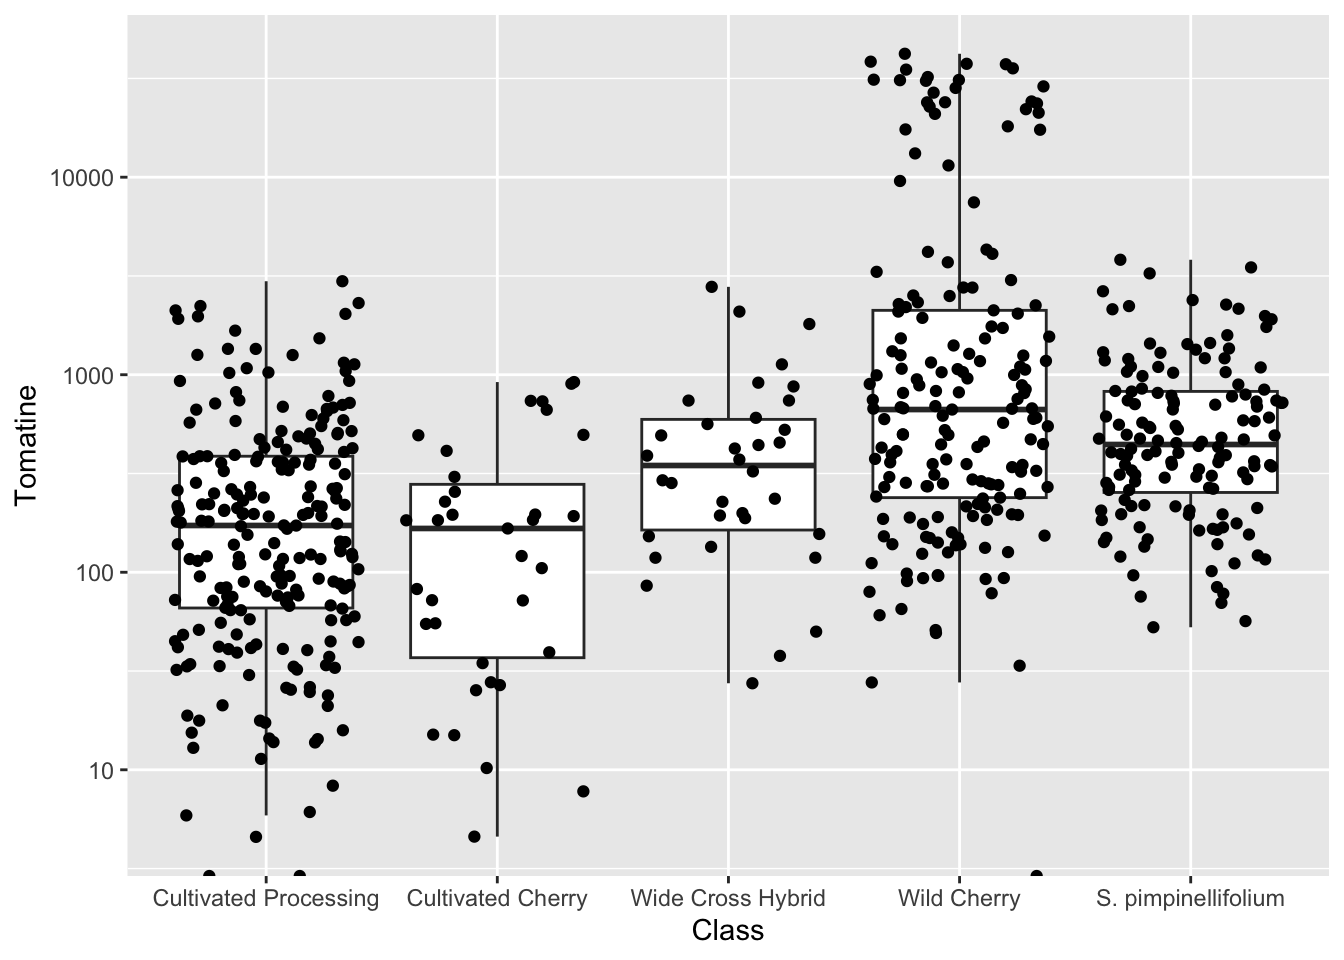 Tomatine
10000
1000
100
10
Cultivated Processing
Cultivated Cherry
Wide Cross Hybrid
Wild Cherry
S. pimpinellifolium
Class